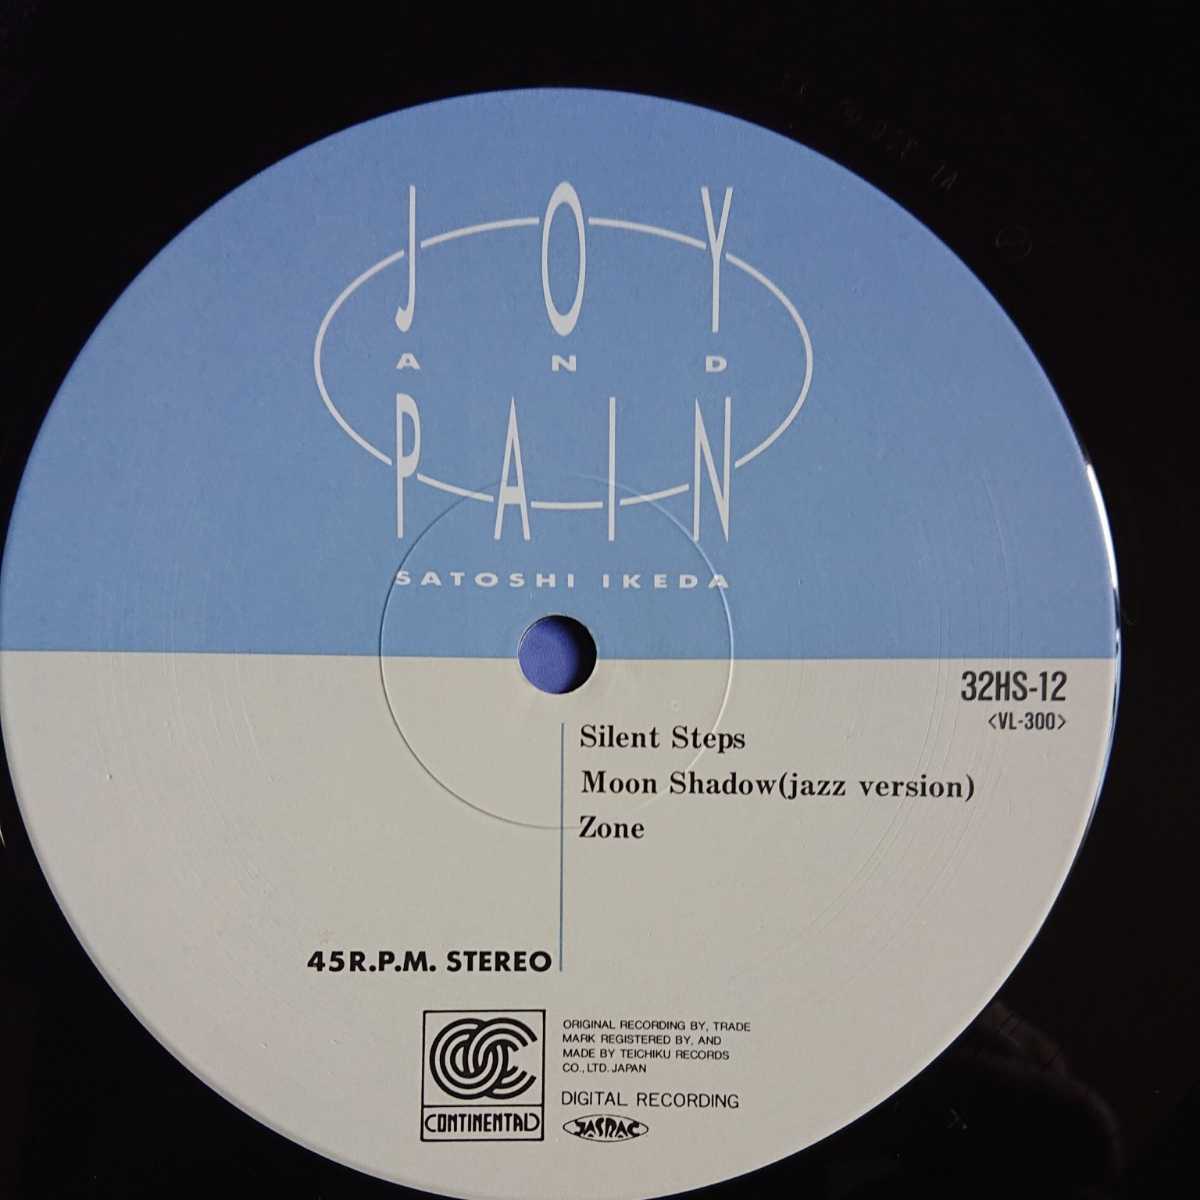 JOY
AND
PAIN
SATOSHI IKEDA
32HS-12
<VL-300>
Silent Steps
Moon Shadow(jazz version)
Zone
45R.P.M. STEREO
CONTINENTAL
ORIGINAL RECORDING BY, TRADE
MARK REGISTERED BY, AND
MADE BY TEICHIKU RECORDS
CO., LTD. JAPAN
DIGITAL RECORDING
JASRAC